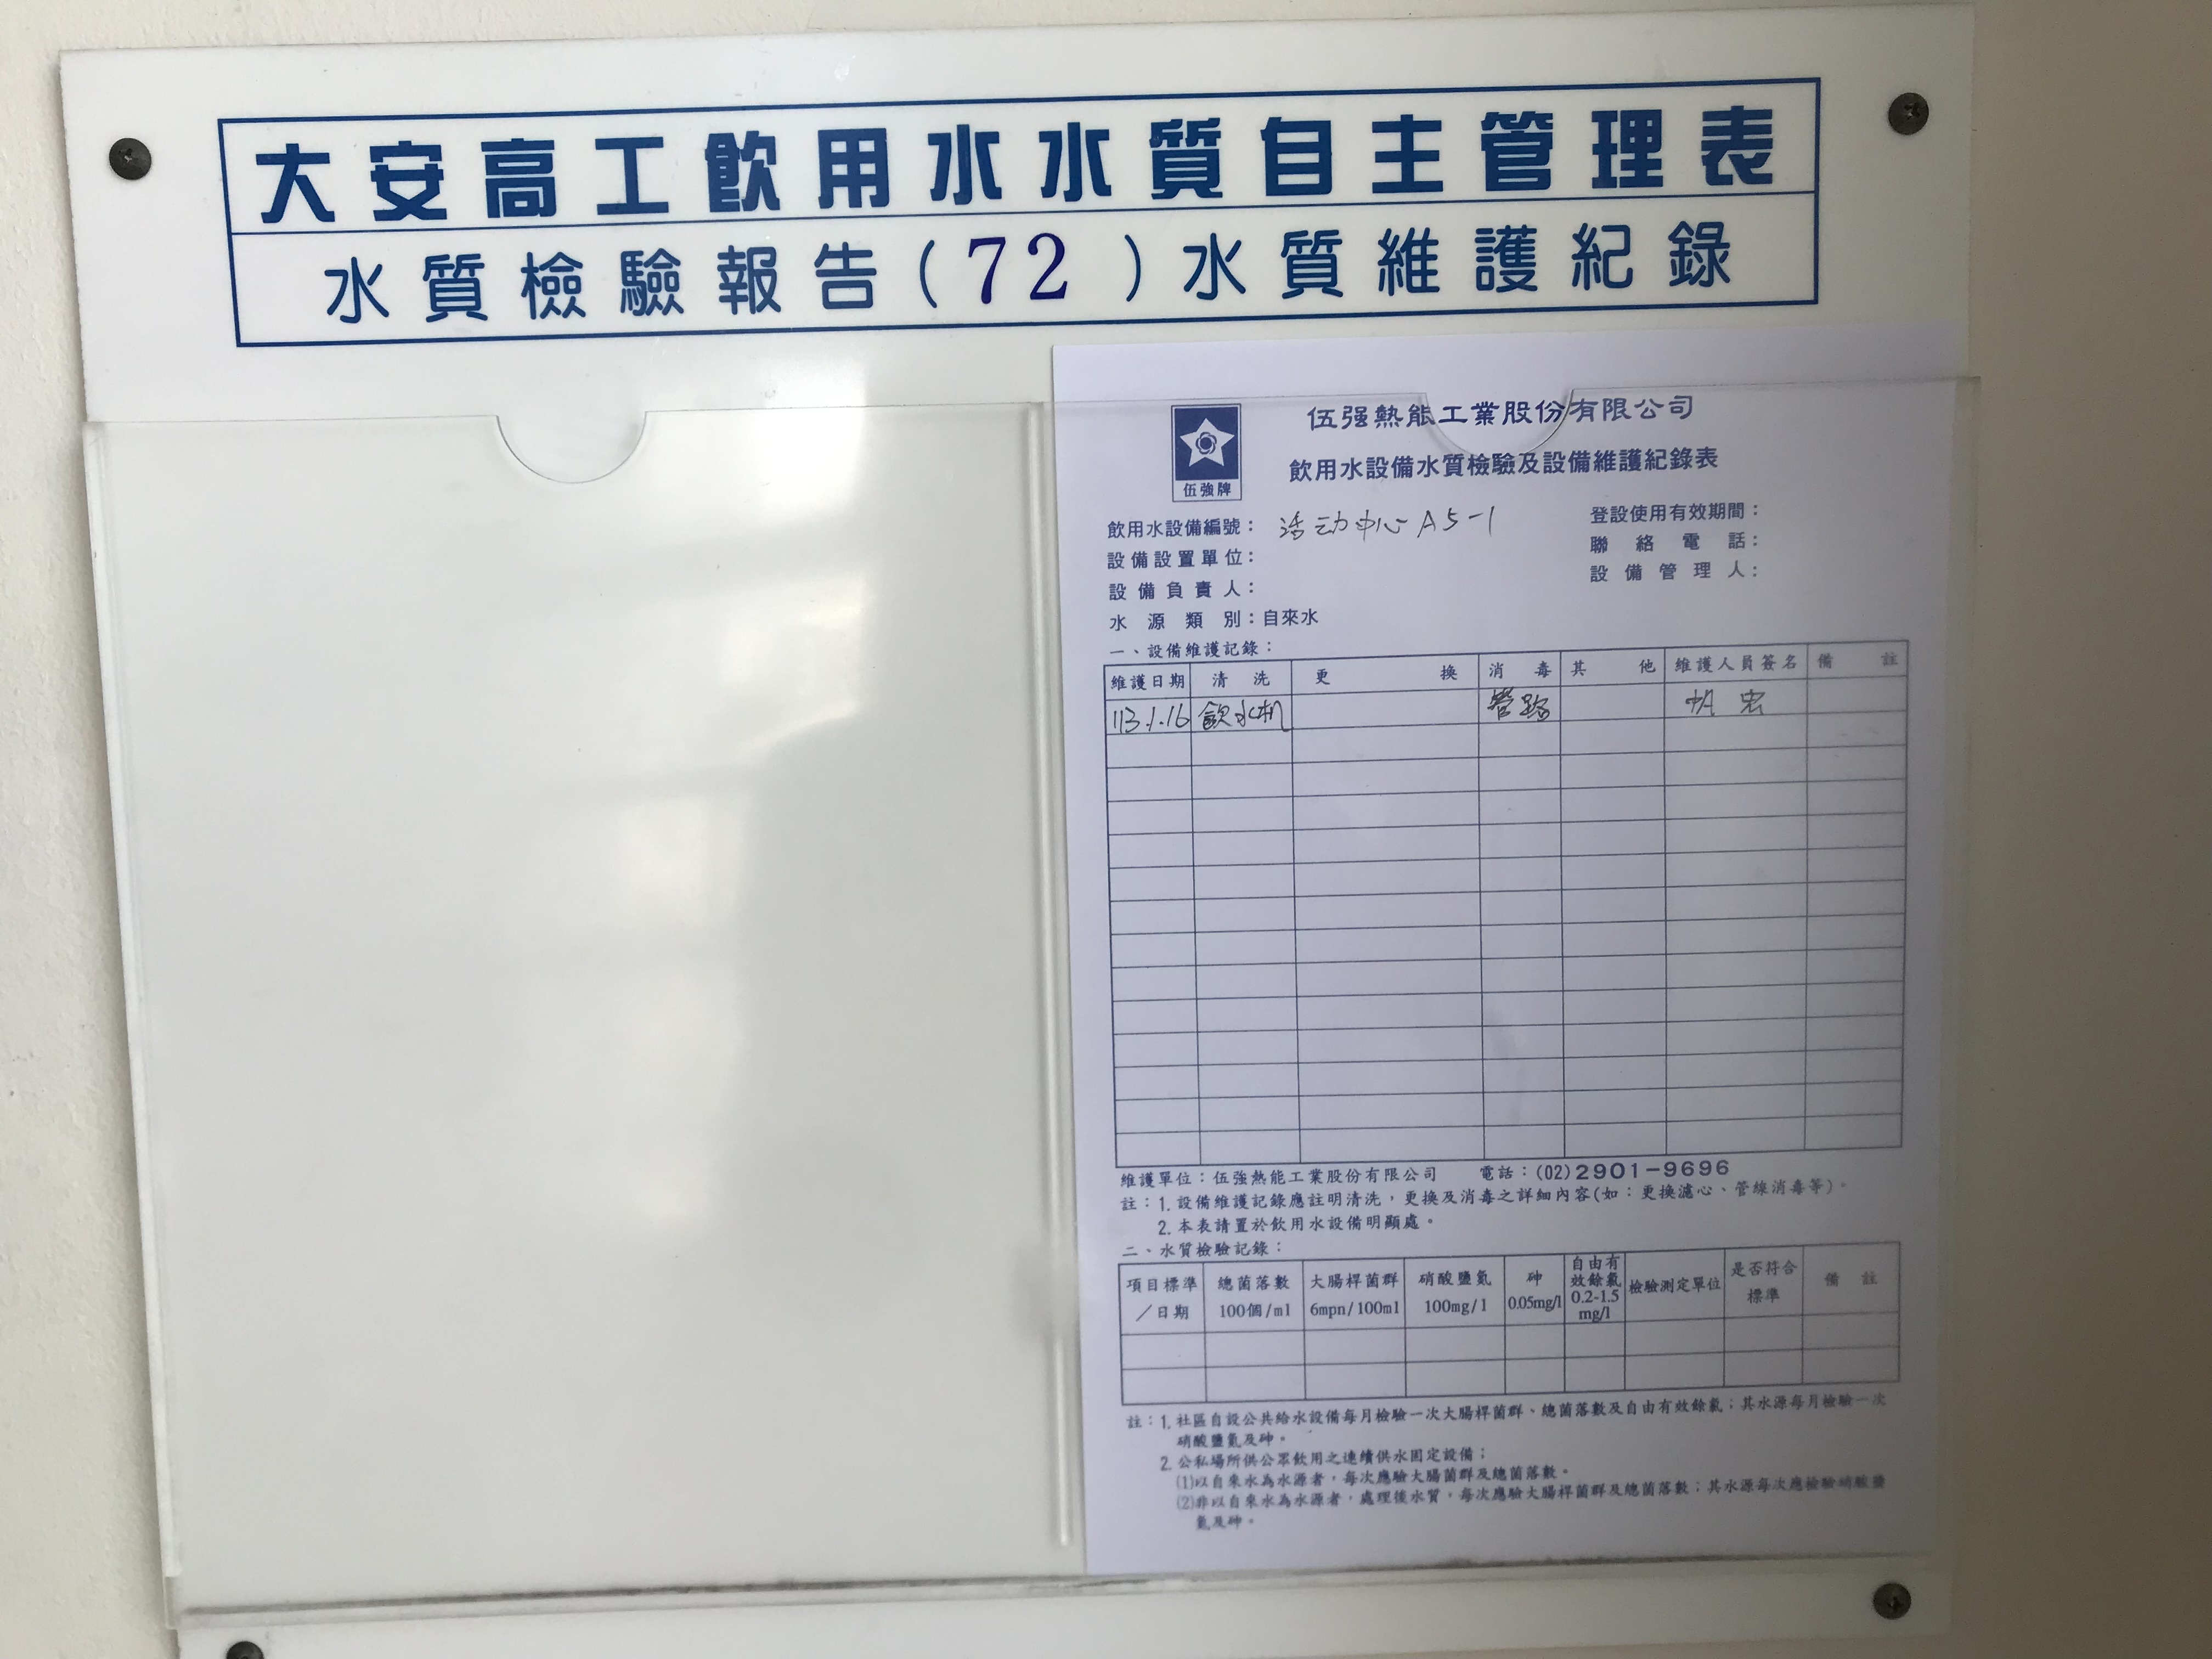 大安高工飲用水水質自主管理表
水質檢驗報告(72)水質維護紀錄
伍强熱能工業股份有限公司
飲用水設備水質檢驗及設備維護紀錄表
伍強牌
飲用水設備編號：活动中心A5-1 登設使用有效期間：
設備設置單位： 聯絡電話：
設備負責人： 設備管理人：
水源類別：自來水
一、設備維護記錄：
維護日期 清洗 更換 消毒 其他 維護人員簽名 備註
113.1.16 飲水机 管路 帆宏
維護單位：伍強熱能工業股份有限公司 電話：(02)2901-9696
註：1. 設備維護記錄應註明清洗，更換及消毒之詳細內容(如：更換濾心、管線消毒等)。
2. 本表請置於飲用水設備明顯處。
二、水質檢驗記錄：
項目標準／日期 總菌落數 100個/ml 大腸桿菌群 6mpn/100ml 硝酸鹽氮 100mg/l 砷 0.05mg/l 自由有效餘氯 0.2-1.5 mg/l 檢驗測定單位 是否符合標準 備註
註：1. 社區自設公共給水設備每月檢驗一次大腸桿菌群、總菌落數及自由有效餘氯；其水源每月檢驗一次
硝酸鹽氮及砷。
2. 公私場所供公眾飲用之連續供水固定設備；
(1)以自來水為水源者，每次應驗大腸菌群及總菌落數。
(2)非以自來水為水源者，處理後水質，每次應驗大腸桿菌群及總菌落數；其水源每次應檢驗硝酸鹽
氮及砷。